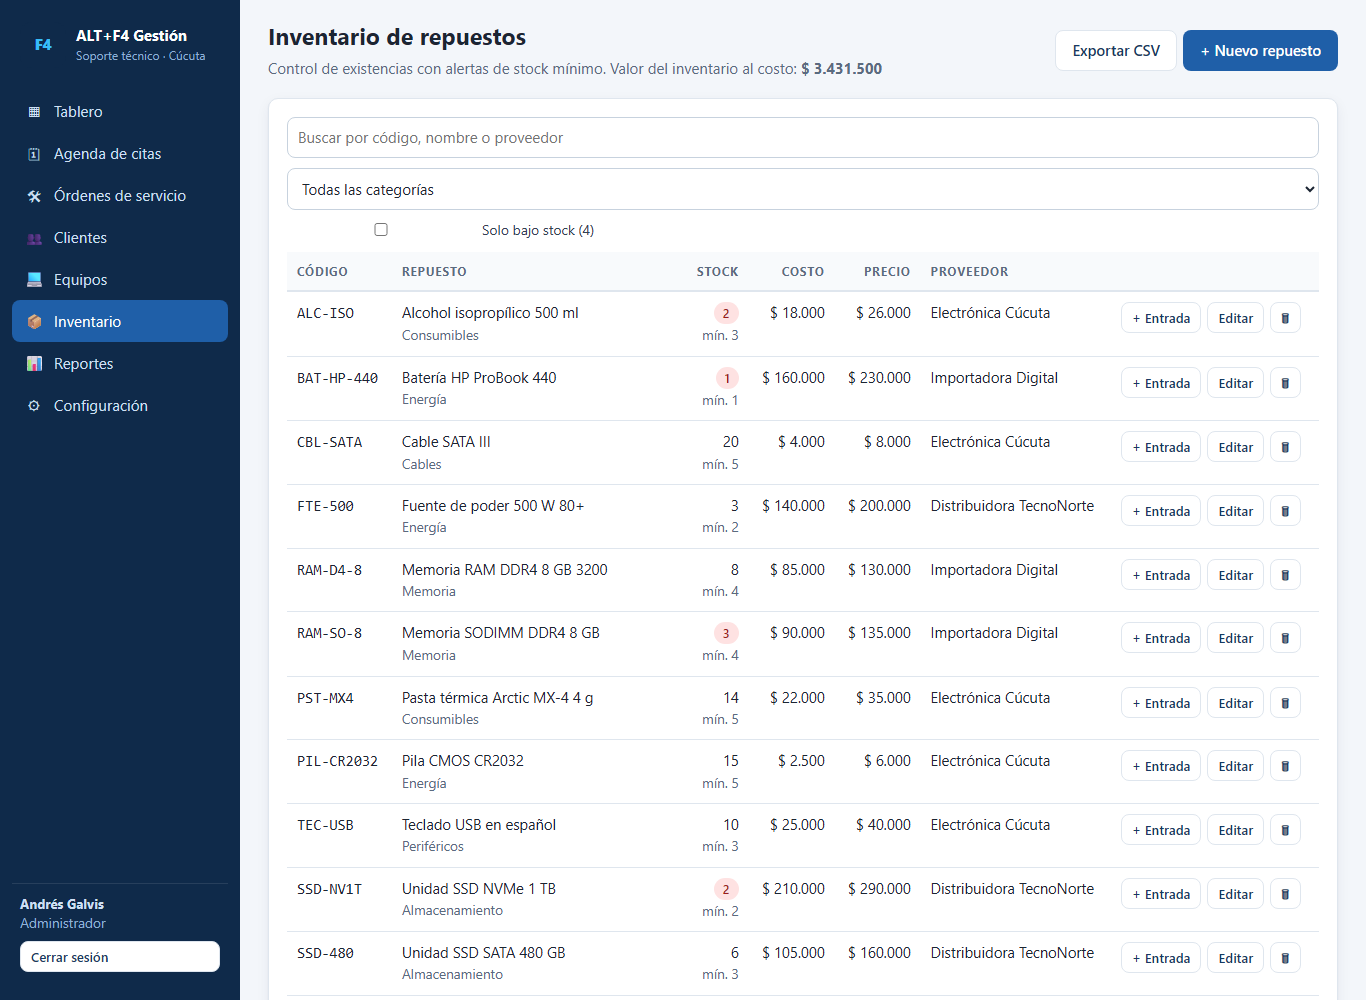 F4
ALT+F4 Gestión
Soporte técnico · Cúcuta
Tablero
Agenda de citas
Órdenes de servicio
Clientes
Equipos
Inventario
Reportes
Configuración
Andrés Galvis
Administrador
Cerrar sesión
Inventario de repuestos
Control de existencias con alertas de stock mínimo. Valor del inventario al costo: $ 3.431.500
Exportar CSV
+ Nuevo repuesto
Buscar por código, nombre o proveedor
Todas las categorías
Solo bajo stock (4)
CÓDIGO REPUESTO STOCK COSTO PRECIO PROVEEDOR
ALC-ISO Alcohol isopropílico 500 ml 2 $ 18.000 $ 26.000 Electrónica Cúcuta + Entrada Editar
Consumibles mín. 3
BAT-HP-440 Batería HP ProBook 440 1 $ 160.000 $ 230.000 Importadora Digital + Entrada Editar
Energía mín. 1
CBL-SATA Cable SATA III 20 $ 4.000 $ 8.000 Electrónica Cúcuta + Entrada Editar
Cables mín. 5
FTE-500 Fuente de poder 500 W 80+ 3 $ 140.000 $ 200.000 Distribuidora TecnoNorte + Entrada Editar
Energía mín. 2
RAM-D4-8 Memoria RAM DDR4 8 GB 3200 8 $ 85.000 $ 130.000 Importadora Digital + Entrada Editar
Memoria mín. 4
RAM-SO-8 Memoria SODIMM DDR4 8 GB 3 $ 90.000 $ 135.000 Importadora Digital + Entrada Editar
Memoria mín. 4
PST-MX4 Pasta térmica Arctic MX-4 4 g 14 $ 22.000 $ 35.000 Electrónica Cúcuta + Entrada Editar
Consumibles mín. 5
PIL-CR2032 Pila CMOS CR2032 15 $ 2.500 $ 6.000 Electrónica Cúcuta + Entrada Editar
Energía mín. 5
TEC-USB Teclado USB en español 10 $ 25.000 $ 40.000 Electrónica Cúcuta + Entrada Editar
Periféricos mín. 3
SSD-NV1T Unidad SSD NVMe 1 TB 2 $ 210.000 $ 290.000 Distribuidora TecnoNorte + Entrada Editar
Almacenamiento mín. 2
SSD-480 Unidad SSD SATA 480 GB 6 $ 105.000 $ 160.000 Distribuidora TecnoNorte + Entrada Editar
Almacenamiento mín. 3